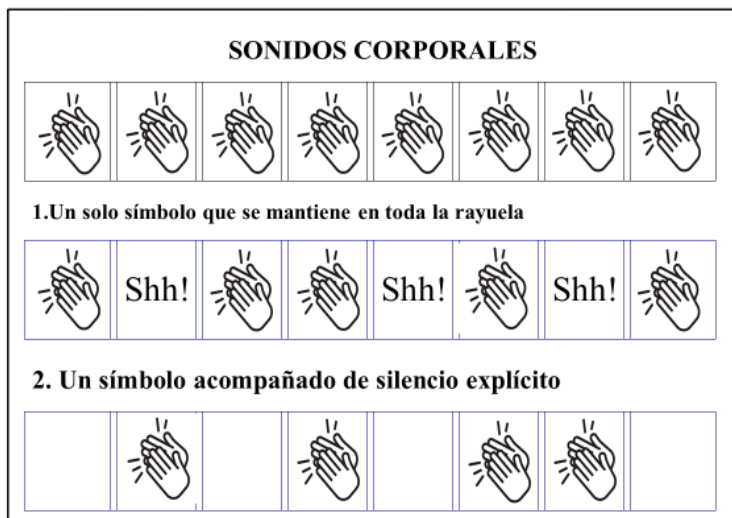 SONIDOS CORPORALES
1.Un solo símbolo que se mantiene en toda la rayuela
Shh! Shh! Shh!
2. Un símbolo acompañado de silencio explícito